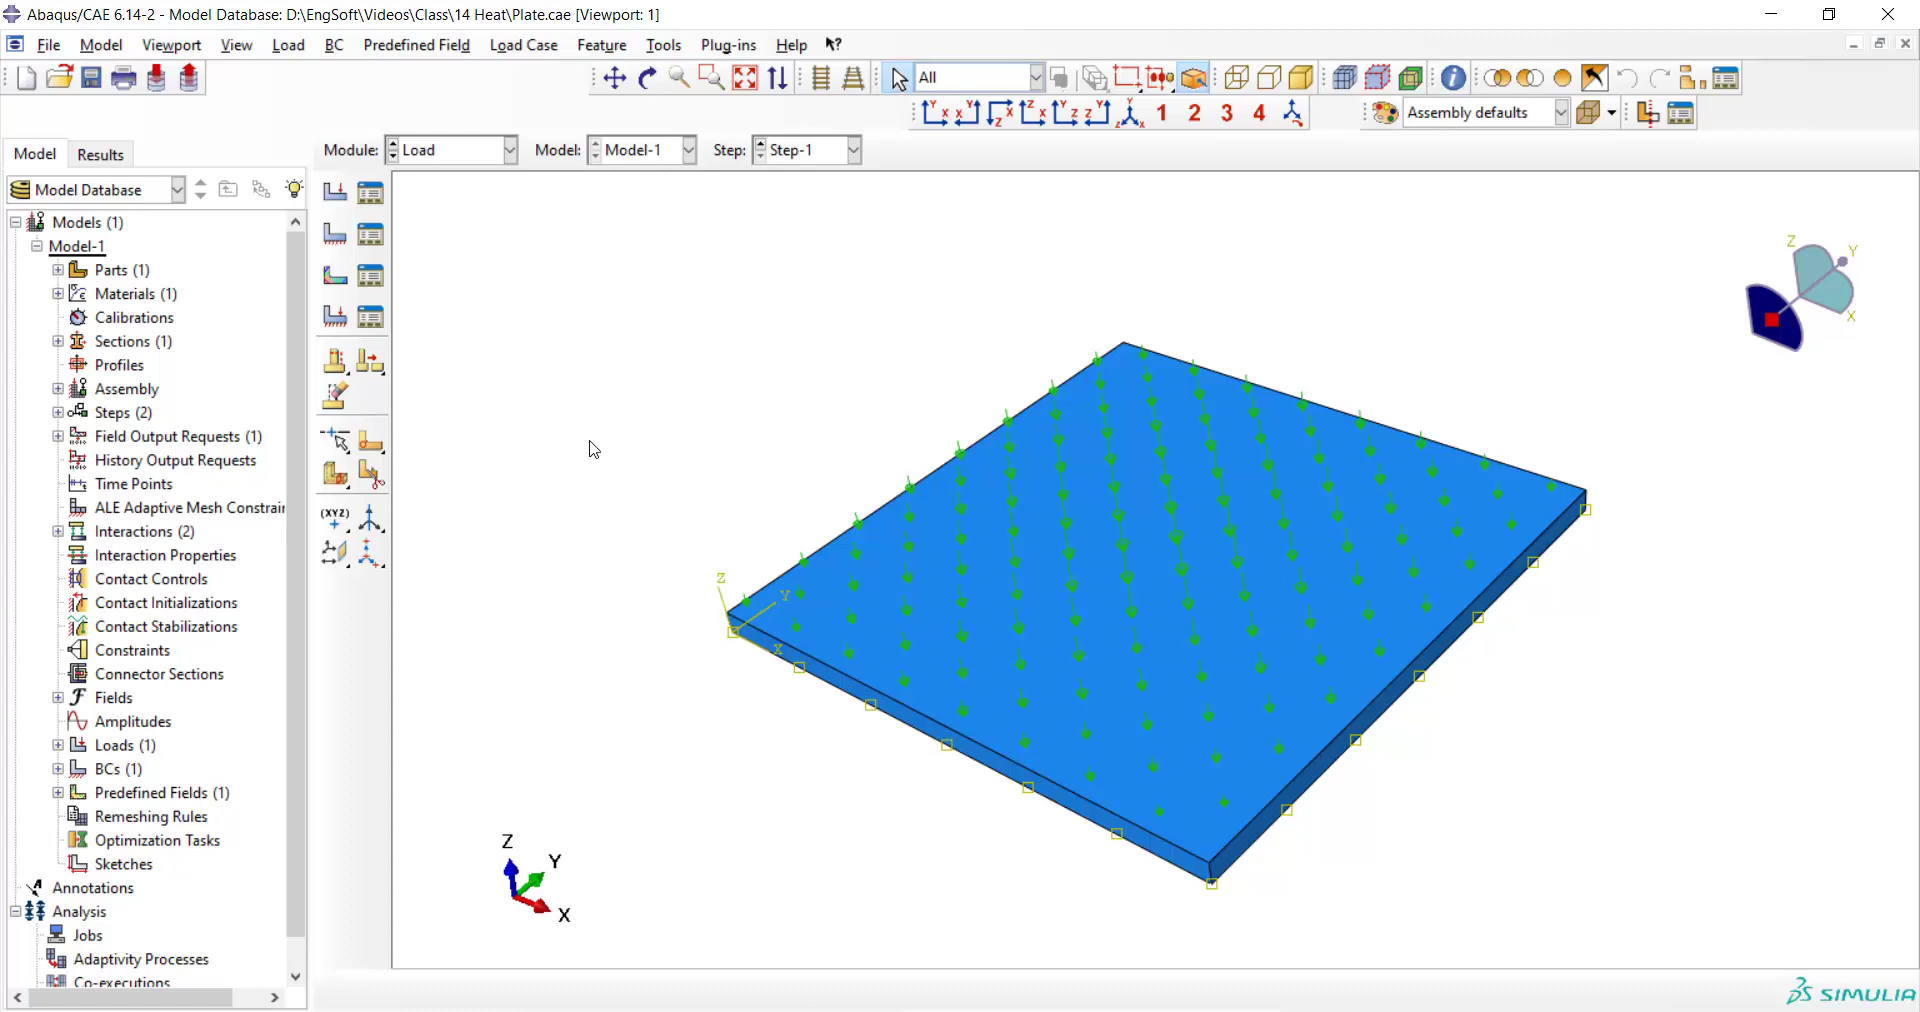 Abaqus/CAE 6.14-2 - Model Database: D:\EngSoft\Videos\Class\14 Heat\Plate.cae [Viewport: 1]
File Model Viewport View Load BC Predefined Field Load Case Feature Tools Plug-ins Help ?
All
1 2 3 4
Assembly defaults
Model Results
Module: Load Model: Model-1 Step: Step-1
Model Database
Models (1)
Model-1
Parts (1)
Materials (1)
Calibrations
Sections (1)
Profiles
Assembly
Steps (2)
Field Output Requests (1)
History Output Requests
Time Points
ALE Adaptive Mesh Constrai
Interactions (2)
Interaction Properties
Contact Controls
Contact Initializations
Contact Stabilizations
Constraints
Connector Sections
Fields
Amplitudes
Loads (1)
BCs (1)
Predefined Fields (1)
Remeshing Rules
Optimization Tasks
Sketches
Annotations
Analysis
Jobs
Adaptivity Processes
Co-executions
(XYZ)
Z
Y
X
Z
Y
X
Z
Y
X
SIMULIA